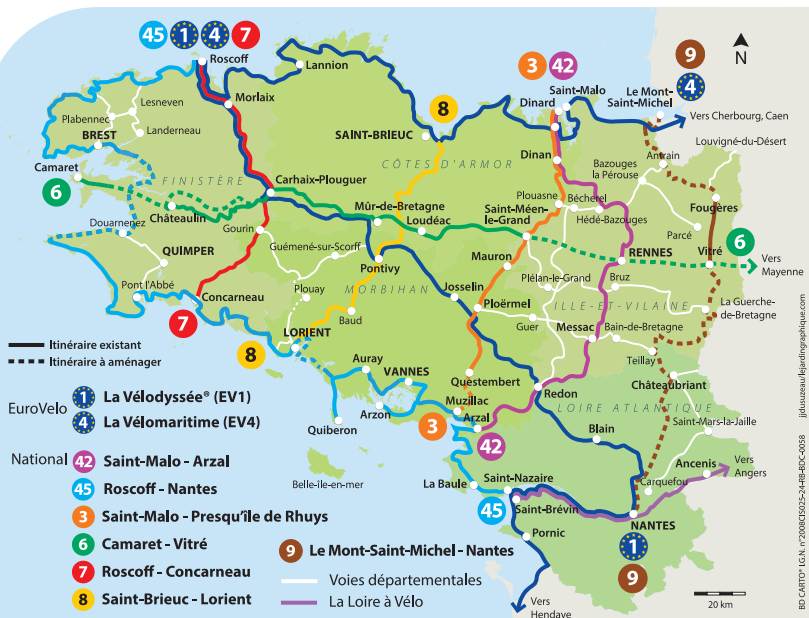 45 1 4 7
Roscoff
Lannion
Morlaix
Lesneven
Plabennec
Landerneau
BREST
Camaret
6
FINISTÈRE
Châteaulin
Carhaix-Plouguer
Douarnenez
QUIMPER
Gourin
Pont l'Abbé
Concarneau
7
8
SAINT-BRIEUC
CÔTES D'ARMOR
Mûr-de-Bretagne
Loudéac
Guémené-sur-Scorff
Pontivy
MORBIHAN
Plouay
Baud
LORIENT
8
3 42
Saint-Malo
Dinard
Dinan
9
4
Le Mont-
Saint-Michel
Vers Cherbourg, Caen
N
Louvigné-du-Désert
Antrain
Bazouges
la Pérouse
Plouasne
Bécherel
Saint-Méen-
le-Grand
Hédé-Bazouges
Fougères
Parcé
RENNES
Vitré
6
Vers
Mayenne
Mauron
Plélan-le-Grand
Bruz
Josselin
Ploërmel
ILLE-ET-VILAINE
La Guerche-
de-Bretagne
Guer
Messac
Bain-de-Bretagne
Teillay
Auray
VANNES
Questembert
Muzillac
Arzal
Arzon
3
42
Quiberon
Belle-île-en-mer
Redon
Châteaubriant
LOIRE ATLANTIQUE
Saint-Mars-la-Jaille
Blain
Ancenis
Vers
Angers
Carquefou
La Baule
Saint-Nazaire
45
Saint-Brévin
Pornic
NANTES
1
9
Vers
Hendaye
20 km
Itinéraire existant
Itinéraire à aménager
EuroVelo
1 La Vélodyssée® (EV1)
4 La Vélomaritime (EV4)
National
42 Saint-Malo - Arzal
45 Roscoff - Nantes
3 Saint-Malo - Presqu'île de Rhuys
6 Camaret - Vitré
7 Roscoff - Concarneau
8 Saint-Brieuc - Lorient
9 Le Mont-Saint-Michel - Nantes
Voies départementales
La Loire à Vélo
jjdusuzeau/lejardingraphique.com